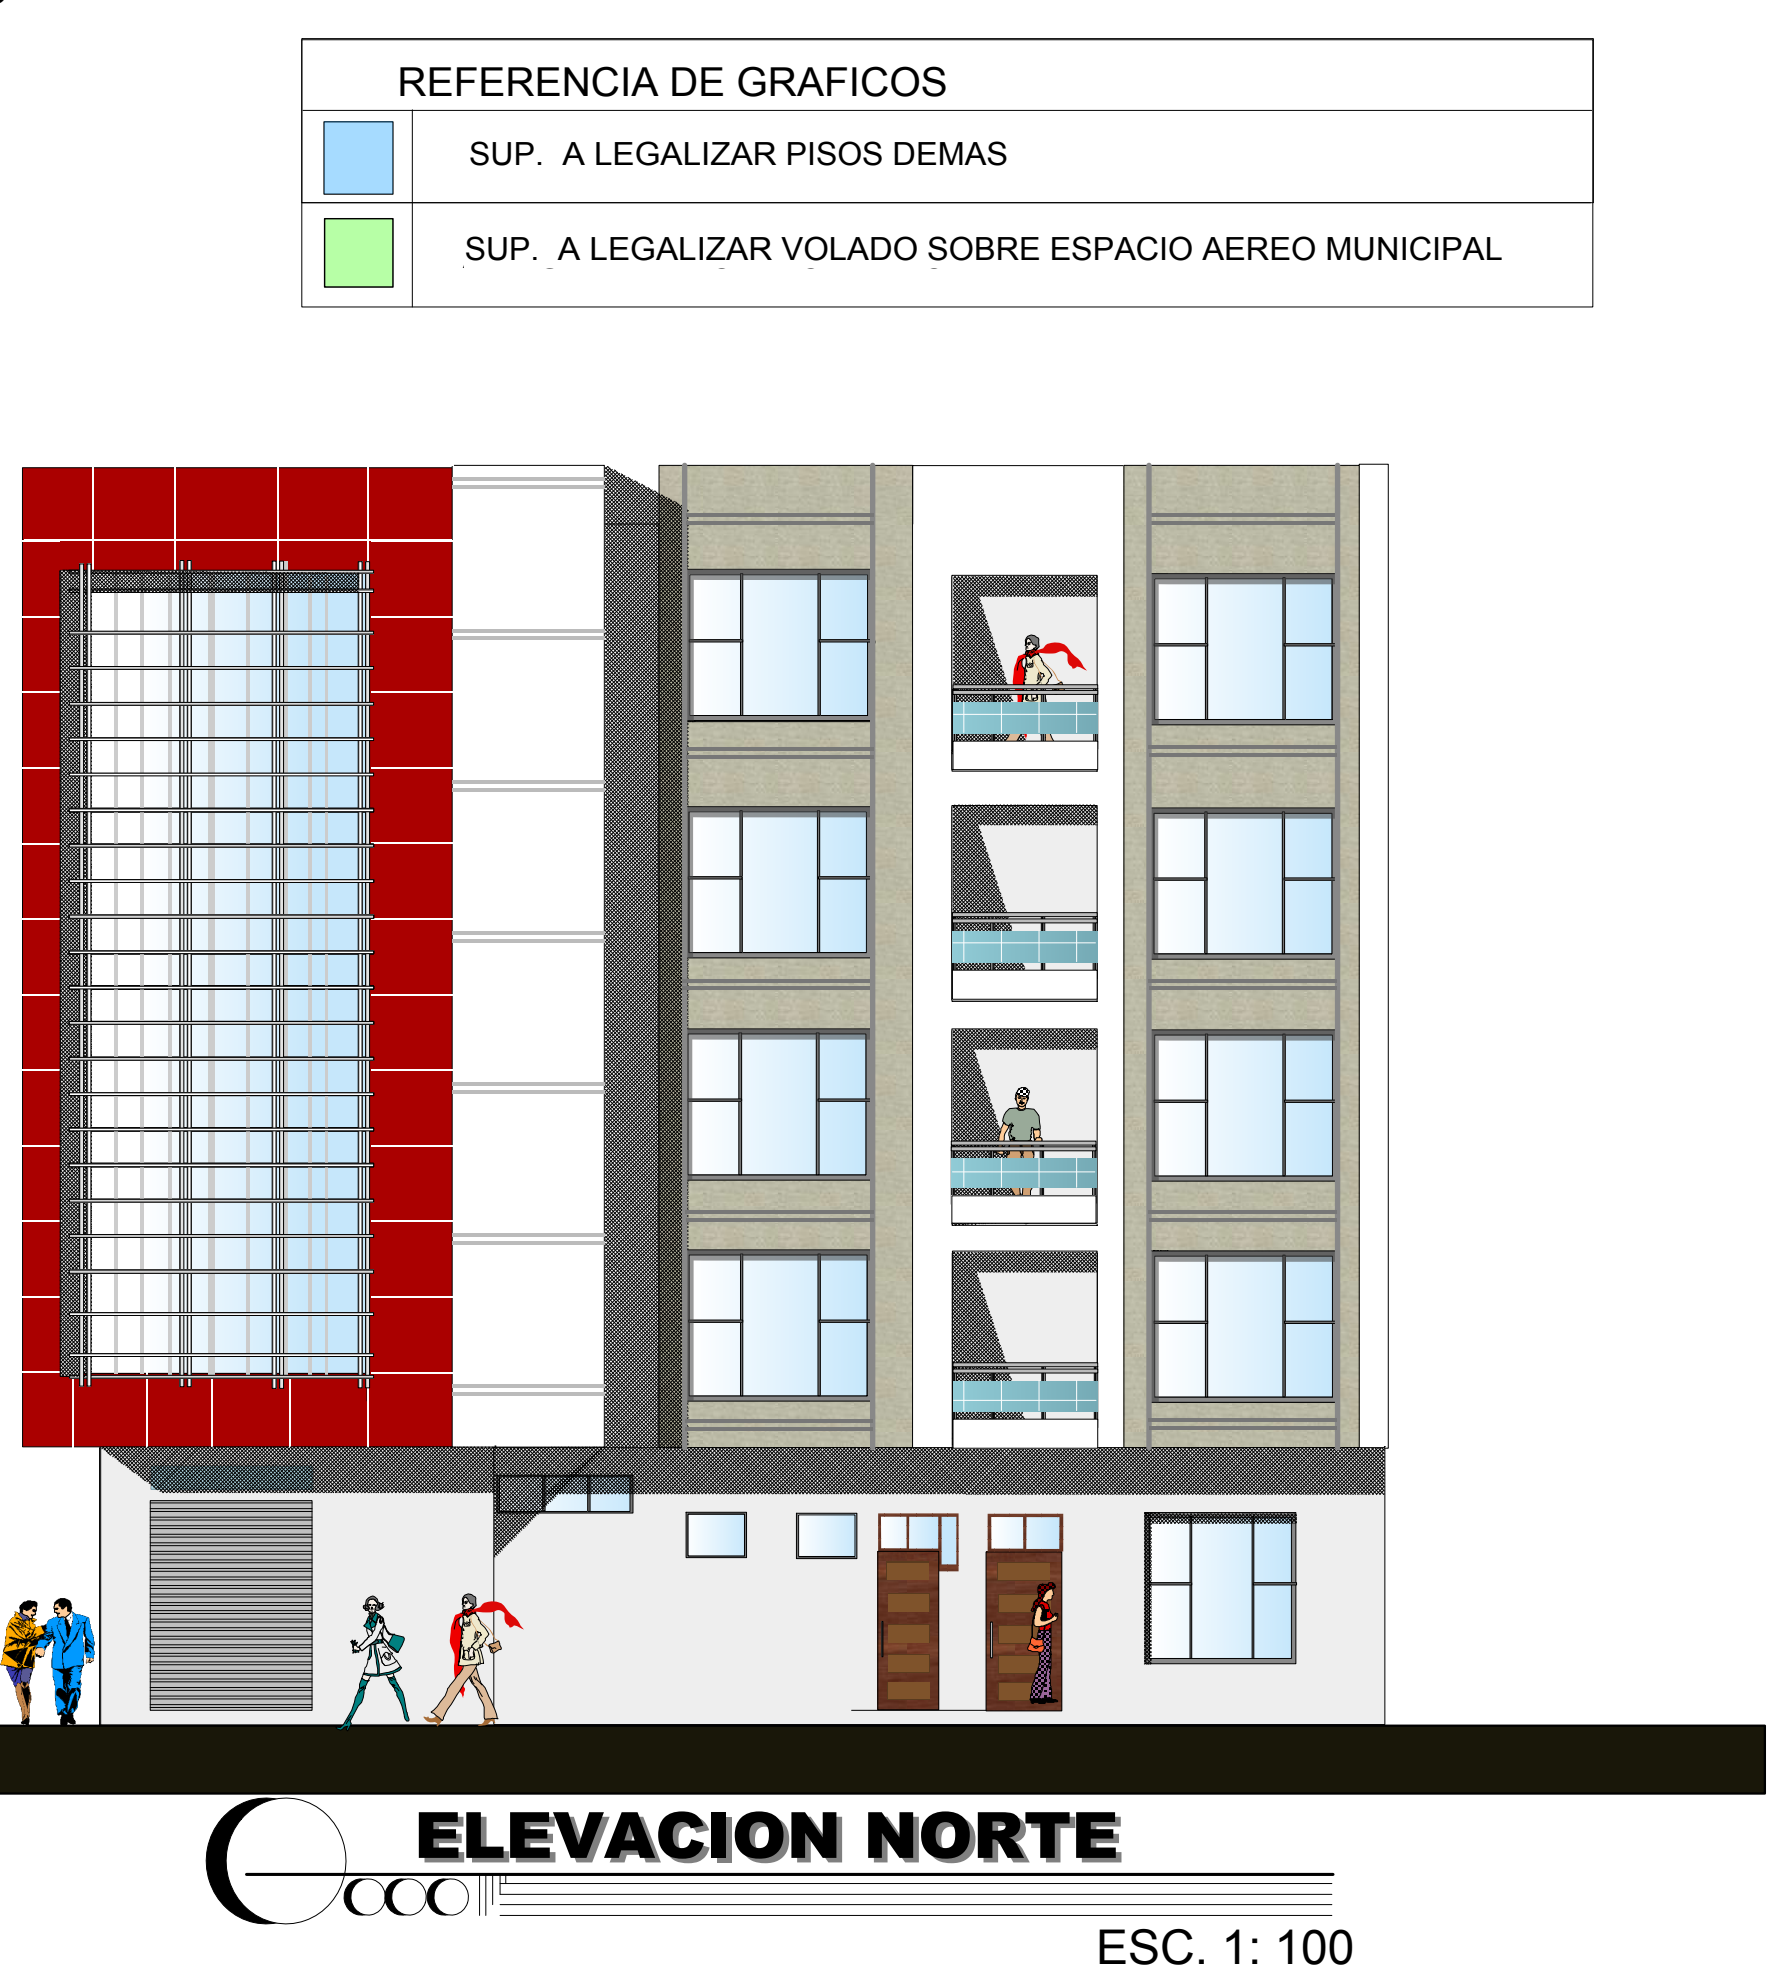 REFERENCIA DE GRAFICOS
SUP. A LEGALIZAR PISOS DEMAS
SUP. A LEGALIZAR VOLADO SOBRE ESPACIO AEREO MUNICIPAL
ELEVACION NORTE
ESC. 1: 100